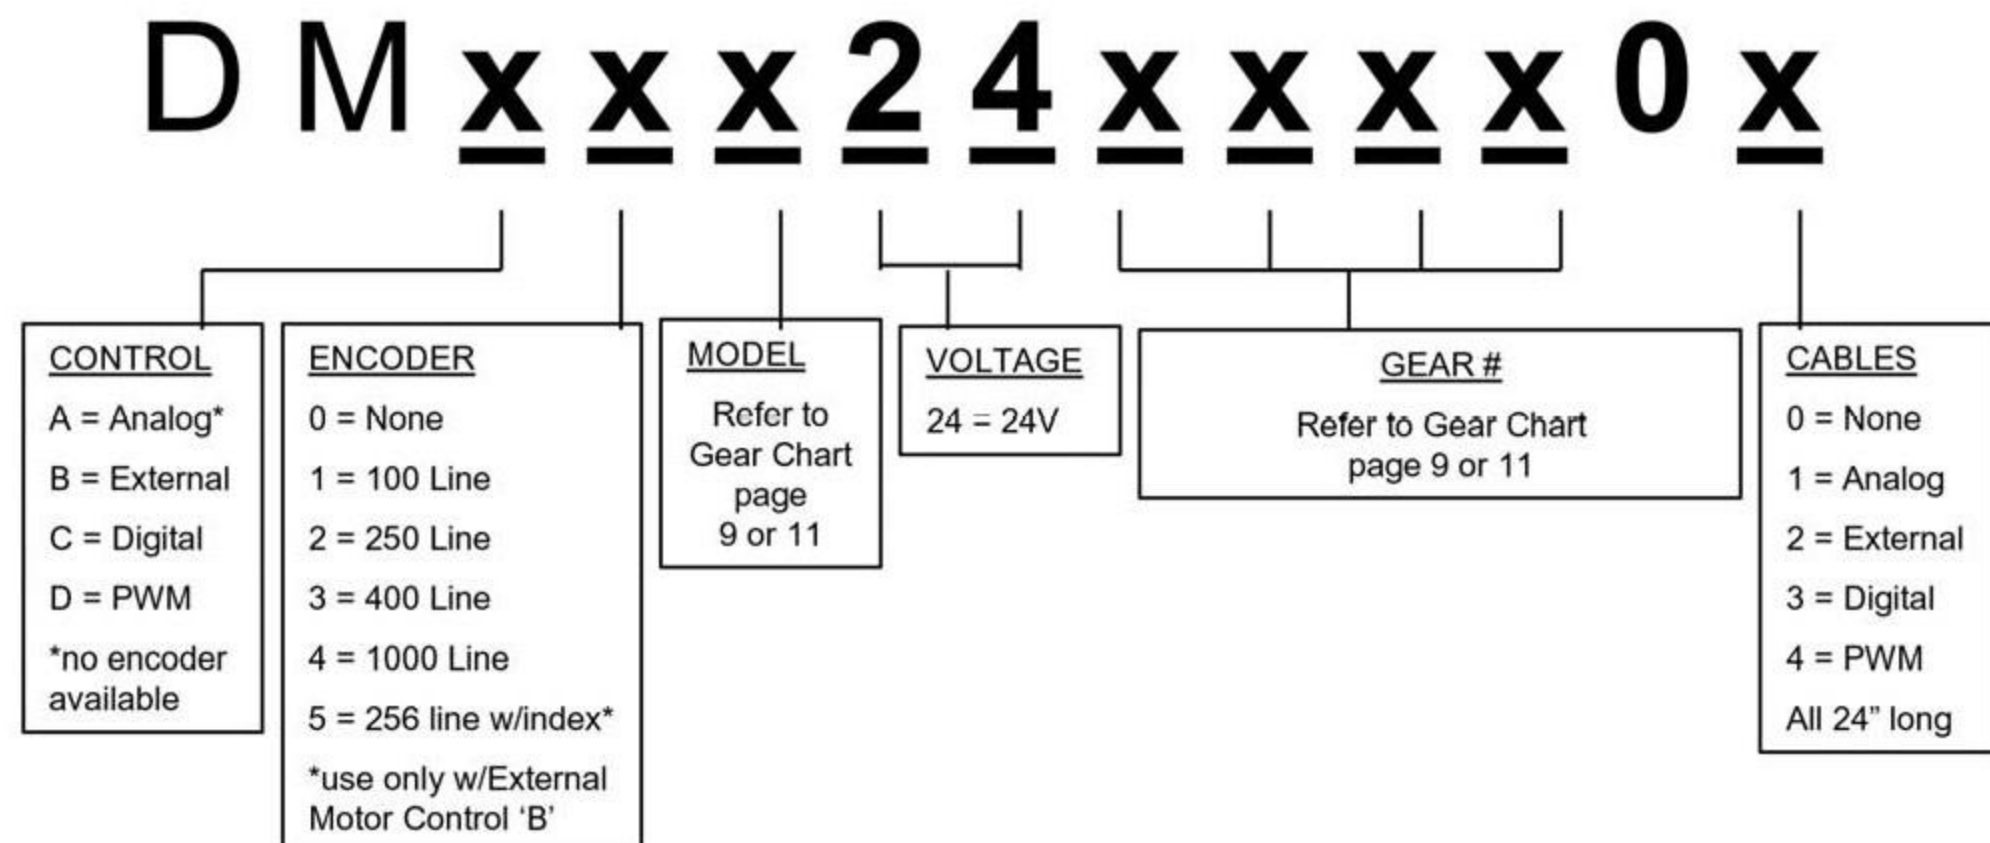 D M x x x 2 4 x x x x 0 x
CONTROL
A = Analog*
B = External
C = Digital
D = PWM
*no encoder
available
ENCODER
0 = None
1 = 100 Line
2 = 250 Line
3 = 400 Line
4 = 1000 Line
5 = 256 line w/index*
*use only w/External
Motor Control ‘B’
MODEL
Refer to
Gear Chart
page
9 or 11
VOLTAGE
24 = 24V
GEAR #
Refer to Gear Chart
page 9 or 11
CABLES
0 = None
1 = Analog
2 = External
3 = Digital
4 = PWM
All 24” long